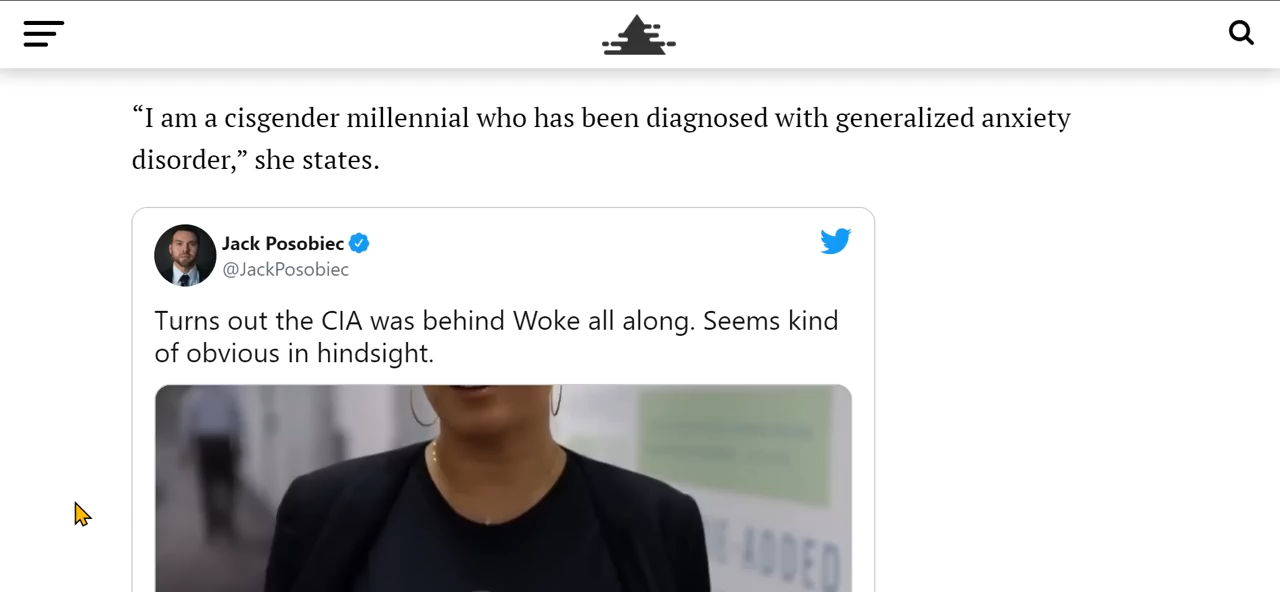 “I am a cisgender millennial who has been diagnosed with generalized anxiety
disorder,” she states.
Jack Posobiec
@JackPosobiec
Turns out the CIA was behind Woke all along. Seems kind
of obvious in hindsight.
ADDED